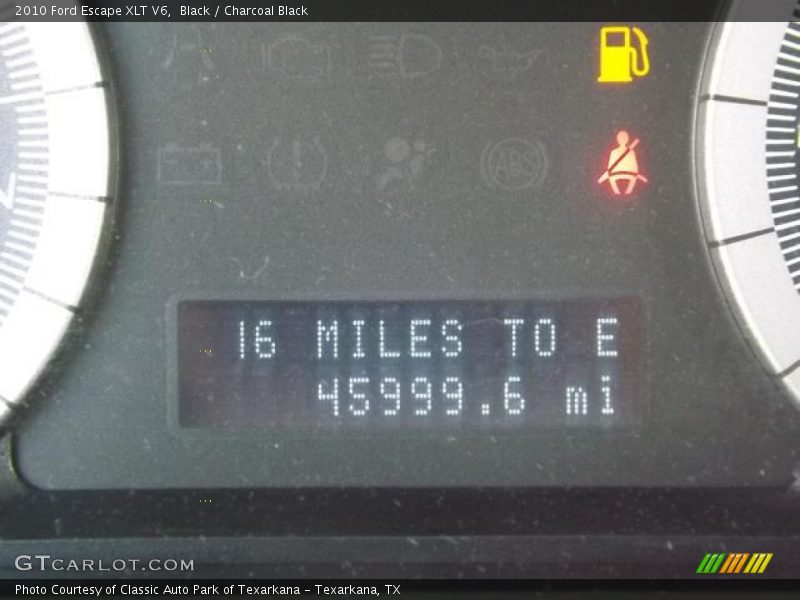 2010 Ford Escape XLT V6,  Black / Charcoal Black
ABS
16 MILES TO E
45999.6 mi
GTCARLOT.COM
Photo Courtesy of Classic Auto Park of Texarkana - Texarkana, TX